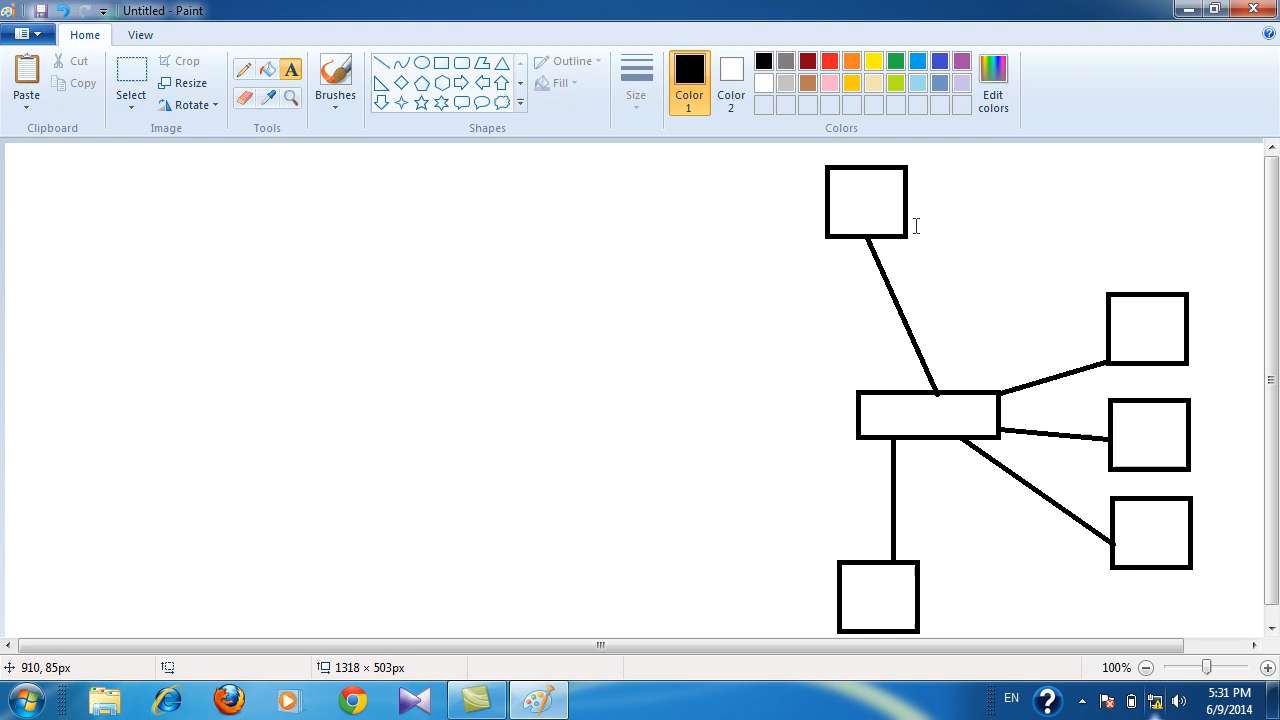 Untitled - Paint
Home View
Paste
Cut
Copy
Clipboard
Select
Crop
Resize
Rotate
Image
A
Tools
Brushes
Shapes
Outline
Fill
Size
Color 1
Color 2
Edit colors
Colors
910, 85px
1318 × 503px
100%
EN
5:31 PM
6/9/2014